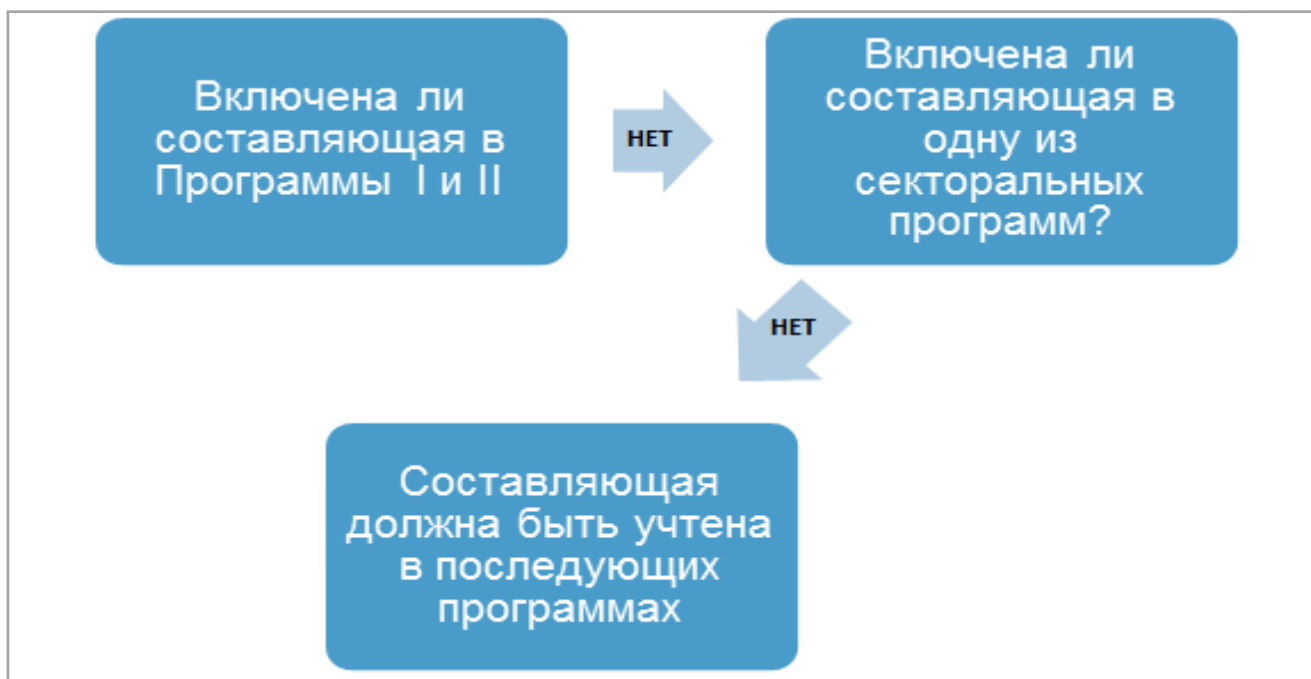 Включена ли
составляющая в
Программы I и II
НЕТ
Включена ли
составляющая в
одну из
секторальных
программ?
НЕТ
Составляющая
должна быть учтена
в последующих
программах